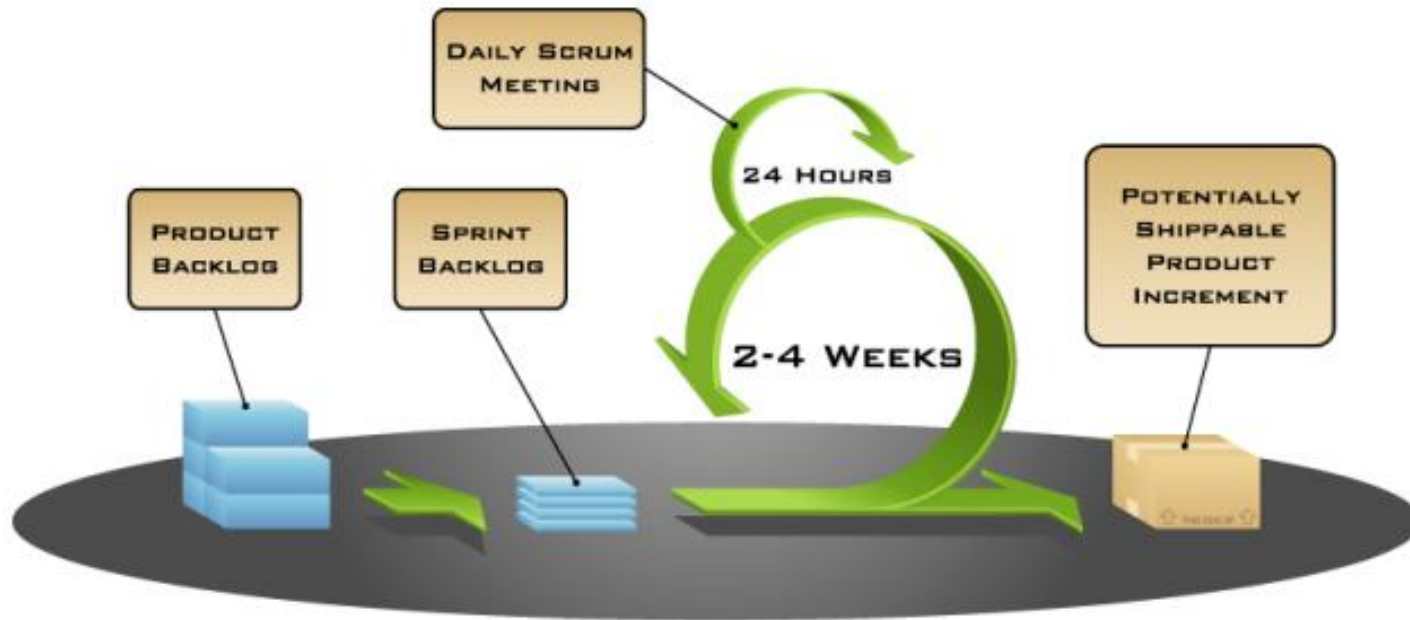 DAILY SCRUM
MEETING
24 HOURS
PRODUCT
BACKLOG
SPRINT
BACKLOG
POTENTIALLY
SHIPPABLE
PRODUCT
INCREMENT
2-4 WEEKS